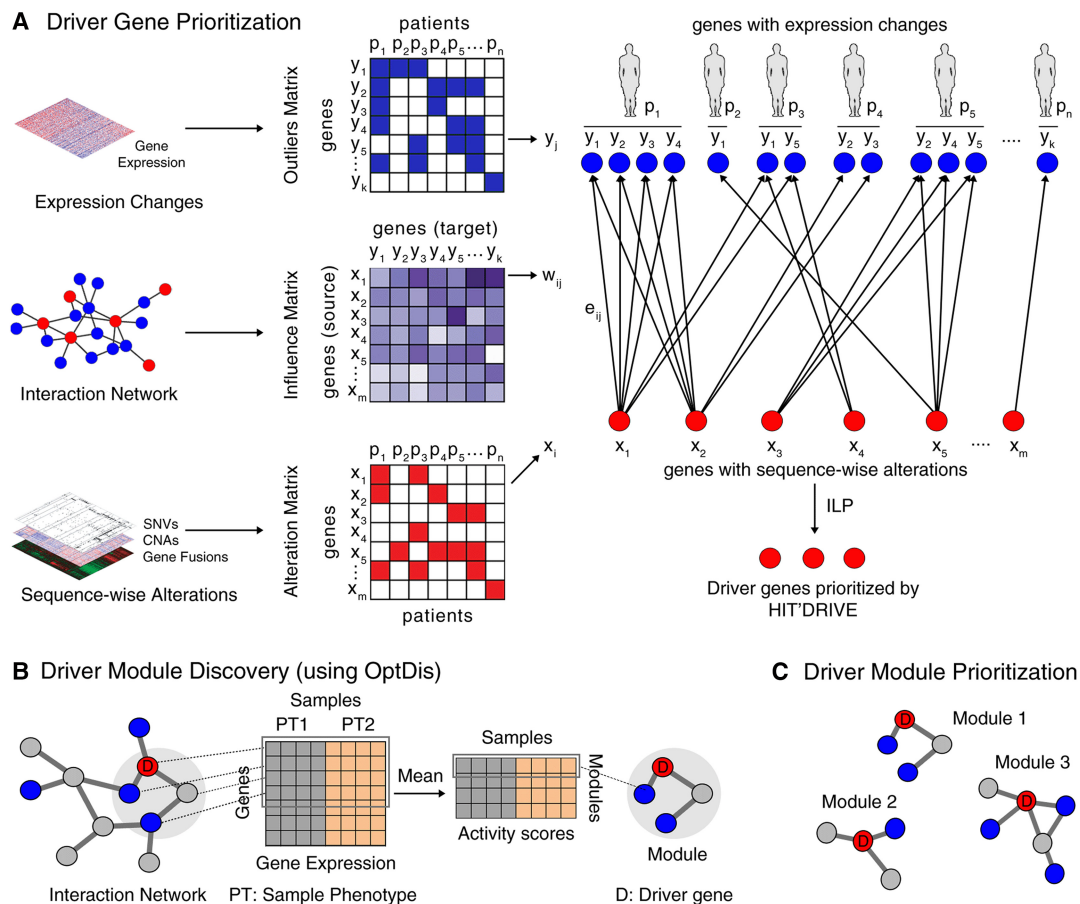 A Driver Gene Prioritization
patients
p1 p2 p3 p4 p5 ... pn
Outliers Matrix
genes
y1
y2
y3
y4
y5
⋮
yk
Gene
Expression
Expression Changes
yj
genes with expression changes
p1 p2 p3 p4 p5 pn
y1 y2 y3 y4 y1 y1 y5 y2 y3 y2 y4 y5 .... yk
genes (target)
y1 y2 y3 y4 y5 ... yk
Influence Matrix
genes (source)
x1
x2
x3
x4
x5
⋮
xm
wij
eij
Interaction Network
p1 p2 p3 p4 p5 ... pn
Alteration Matrix
genes
x1
x2
x3
x4
x5
⋮
xm
patients
xi
SNVs
CNAs
Gene Fusions
Sequence-wise Alterations
x1 x2 x3 x4 x5 .... xm
genes with sequence-wise alterations
ILP
Driver genes prioritized by
HIT'DRIVE
B Driver Module Discovery (using OptDis)
Samples
PT1 PT2
Genes
D
Mean
Samples
Modules
Activity scores
D
Module
Gene Expression
Interaction Network
PT: Sample Phenotype
D: Driver gene
C Driver Module Prioritization
D
Module 1
Module 2
D
Module 3
D